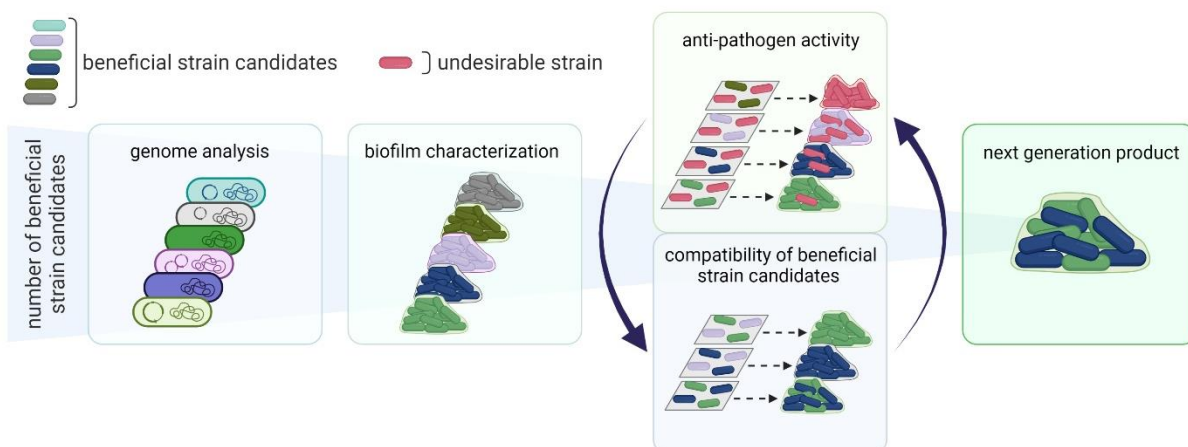 beneficial strain candidates
undesirable strain
number of beneficial
strain candidates
genome analysis
biofilm characterization
anti-pathogen activity
compatibility of beneficial
strain candidates
next generation product